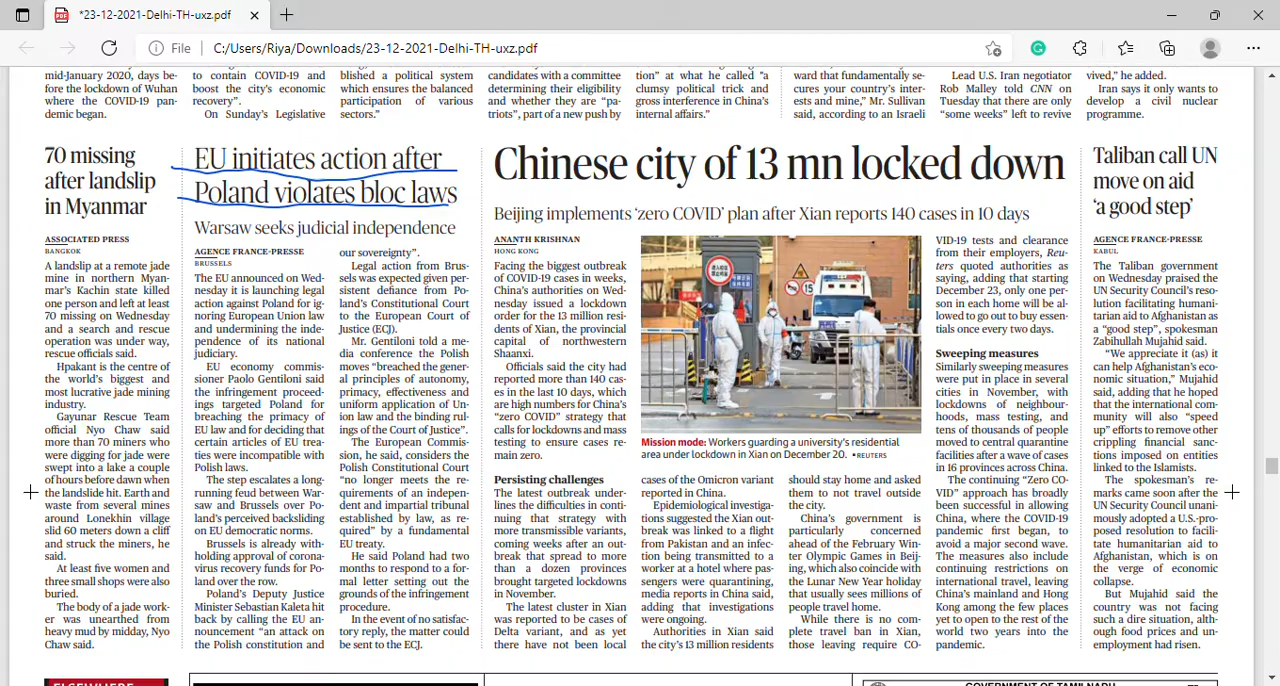 *23-12-2021-Delhi-TH-uxz.pdf
File
C:/Users/Riya/Downloads/23-12-2021-Delhi-TH-uxz.pdf
mid-January 2020, days be-
fore the lockdown of Wuhan
where the COVID-19 pan-
demic began.
to contain COVID-19 and
boost the city's economic
recovery”.
On Sunday's Legislative
blished a political system
which ensures the balanced
participation of various
sectors.”
candidates with a committee
determining their eligibility
and whether they are “pa-
triots”, part of a new push by
tion” at what he called “a
clumsy political trick and
gross interference in China's
internal affairs.”
ward that fundamentally se-
cures your country's inter-
ests and mine,” Mr. Sullivan
said, according to an Israeli
Lead U.S. Iran negotiator
Rob Malley told CNN on
Tuesday that there are only
“some weeks” left to revive
vived,” he added.
Iran says it only wants to
develop a civil nuclear
programme.
70 missing
after landslip
in Myanmar
ASSOCIATED PRESS
BANGKOK
A landslip at a remote jade
mine in northern Myan-
mar's Kachin state killed
one person and left at least
70 missing on Wednesday
and a search and rescue
operation was under way,
rescue officials said.
Hpakant is the centre of
the world's biggest and
most lucrative jade mining
industry.
Gayunar Rescue Team
official Nyo Chaw said
more than 70 miners who
were digging for jade were
swept into a lake a couple
of hours before dawn when
the landslide hit. Earth and
waste from several mines
around Lonekhin village
slid 60 meters down a cliff
and struck the miners, he
said.
At least five women and
three small shops were also
buried.
The body of a jade work-
er was unearthed from
heavy mud by midday, Nyo
Chaw said.
EU initiates action after
Poland violates bloc laws
Warsaw seeks judicial independence
AGENCE FRANCE-PRESSE
BRUSSELS
The EU announced on Wed-
nesday it is launching legal
action against Poland for ig-
noring European Union law
and undermining the inde-
pendence of its national
judiciary.
EU economy commis-
sioner Paolo Gentiloni said
the infringement proceed-
ings targeted Poland for
breaching the primacy of
EU law and for deciding that
certain articles of EU trea-
ties were incompatible with
Polish laws.
The step escalates a long-
running feud between War-
saw and Brussels over Po-
land's perceived backsliding
on EU democratic norms.
Brussels is already with-
holding approval of corona-
virus recovery funds for Po-
land over the row.
Poland's Deputy Justice
Minister Sebastian Kaleta hit
back by calling the EU an-
nouncement “an attack on
the Polish constitution and
our sovereignty”.
Legal action from Brus-
sels was expected given per-
sistent defiance from Po-
land's Constitutional Court
to the European Court of
Justice (ECJ).
Mr. Gentiloni told a me-
dia conference the Polish
moves “breached the gener-
al principles of autonomy,
primacy, effectiveness and
uniform application of Un-
ion law and the binding rul-
ings of the Court of Justice”.
The European Commis-
sion, he said, considers the
Polish Constitutional Court
“no longer meets the re-
quirements of an indepen-
dent and impartial tribunal
established by law, as re-
quired” by a fundamental
EU treaty.
He said Poland had two
months to respond to a for-
mal letter setting out the
grounds of the infringement
procedure.
In the event of no satisfac-
tory reply, the matter could
be sent to the ECJ.
Chinese city of 13 mn locked down
Beijing implements ‘zero COVID’ plan after Xian reports 140 cases in 10 days
ANANTH KRISHNAN
HONG KONG
Facing the biggest outbreak
of COVID-19 cases in weeks,
China's authorities on Wed-
nesday issued a lockdown
order for the 13 million resi-
dents of Xian, the provincial
capital of northwestern
Shaanxi.
Officials said the city had
reported more than 140 cas-
es in the last 10 days, which
are high numbers for China's
“zero COVID” strategy that
calls for lockdowns and mass
testing to ensure cases re-
main zero.
Persisting challenges
The latest outbreak under-
lines the difficulties in conti-
nuing that strategy with
more transmissible variants,
coming weeks after an out-
break that spread to more
than a dozen provinces
brought targeted lockdowns
in November.
The latest cluster in Xian
was reported to be cases of
Delta variant, and as yet
there have not been local
15
Mission mode: Workers guarding a university's residential
area under lockdown in Xian on December 20. •REUTERS
cases of the Omicron variant
reported in China.
Epidemiological investiga-
tions suggested the Xian out-
break was linked to a flight
from Pakistan and an infec-
tion being transmitted to a
worker at a hotel where pas-
sengers were quarantining,
media reports in China said,
adding that investigations
were ongoing.
Authorities in Xian said
the city's 13 million residents
should stay home and asked
them to not travel outside
the city.
China's government is
particularly concerned
ahead of the February Win-
ter Olympic Games in Beij-
ing, which also coincide with
the Lunar New Year holiday
that usually sees millions of
people travel home.
While there is no com-
plete travel ban in Xian,
those leaving require CO-
VID-19 tests and clearance
from their employers, Reu-
ters quoted authorities as
saying, adding that starting
December 23, only one per-
son in each home will be al-
lowed to go out to buy essen-
tials once every two days.
Sweeping measures
Similarly sweeping measures
were put in place in several
cities in November, with
lockdowns of neighbour-
hoods, mass testing, and
tens of thousands of people
moved to central quarantine
facilities after a wave of cases
in 16 provinces across China.
The continuing “Zero CO-
VID” approach has broadly
been successful in allowing
China, where the COVID-19
pandemic first began, to
avoid a major second wave.
The measures also include
continuing restrictions on
international travel, leaving
China's mainland and Hong
Kong among the few places
yet to open to the rest of the
world two years into the
pandemic.
Taliban call UN
move on aid
‘a good step’
AGENCE FRANCE-PRESSE
KABUL
The Taliban government
on Wednesday praised the
UN Security Council's reso-
lution facilitating humani-
tarian aid to Afghanistan as
a “good step”, spokesman
Zabihullah Mujahid said.
“We appreciate it (as) it
can help Afghanistan's eco-
nomic situation,” Mujahid
said, adding that he hoped
that the international com-
munity will also “speed
up” efforts to remove other
crippling financial sanc-
tions imposed on entities
linked to the Islamists.
The spokesman's re-
marks came soon after the
UN Security Council unani-
mously adopted a U.S.-pro-
posed resolution to facili-
tate humanitarian aid to
Afghanistan, which is on
the verge of economic
collapse.
But Mujahid said the
country was not facing
such a dire situation, alth-
ough food prices and un-
employment had risen.
ELSEWHERE
GOVERNMENT OF TAMILNADU